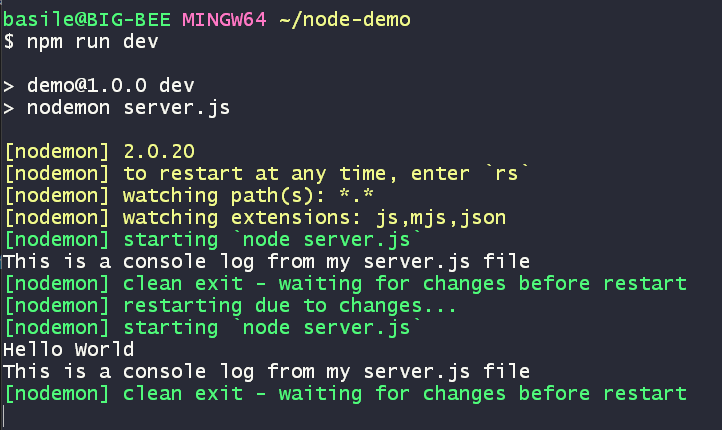 basile@BIG-BEE MINGW64 ~/node-demo
$ npm run dev
> demo@1.0.0 dev
> nodemon server.js
[nodemon] 2.0.20
[nodemon] to restart at any time, enter `rs`
[nodemon] watching path(s): *.*
[nodemon] watching extensions: js,mjs,json
[nodemon] starting `node server.js`
This is a console log from my server.js file
[nodemon] clean exit - waiting for changes before restart
[nodemon] restarting due to changes...
[nodemon] starting `node server.js`
Hello World
This is a console log from my server.js file
[nodemon] clean exit - waiting for changes before restart